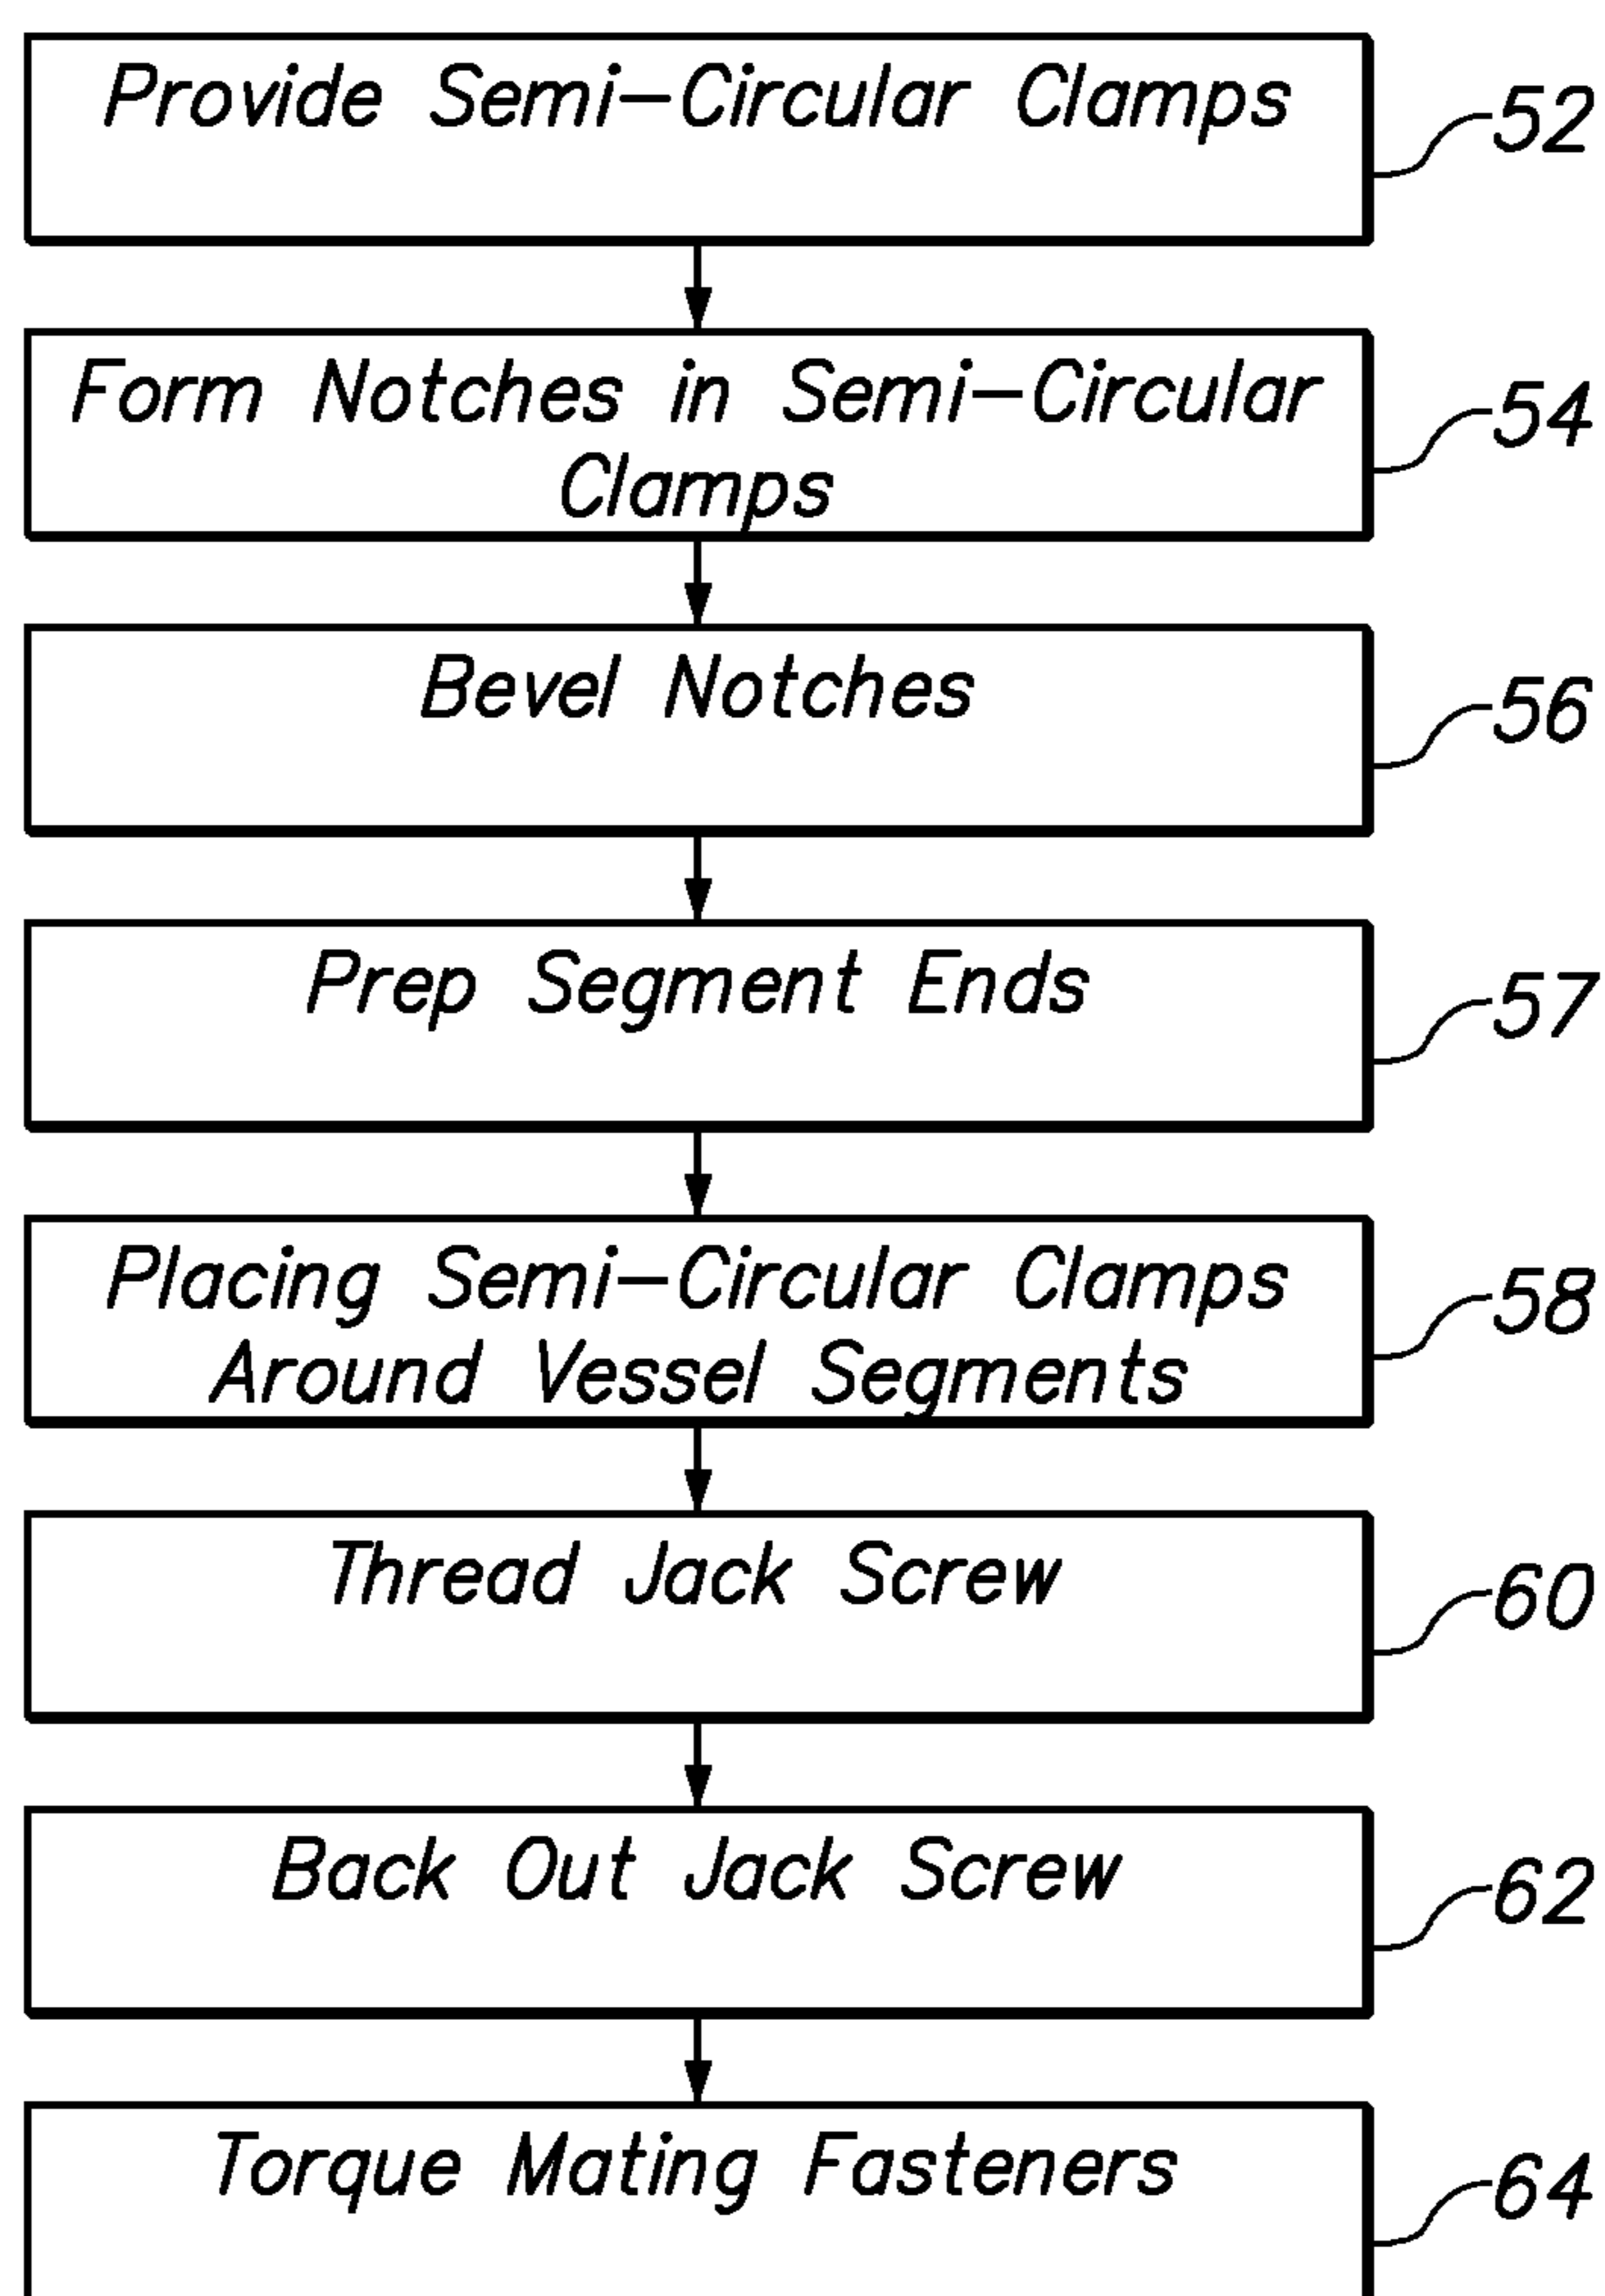 Provide Semi-Circular Clamps
52
Form Notches in Semi-Circular
Clamps
54
Bevel Notches
56
Prep Segment Ends
57
Placing Semi-Circular Clamps
Around Vessel Segments
58
Thread Jack Screw
60
Back Out Jack Screw
62
Torque Mating Fasteners
64